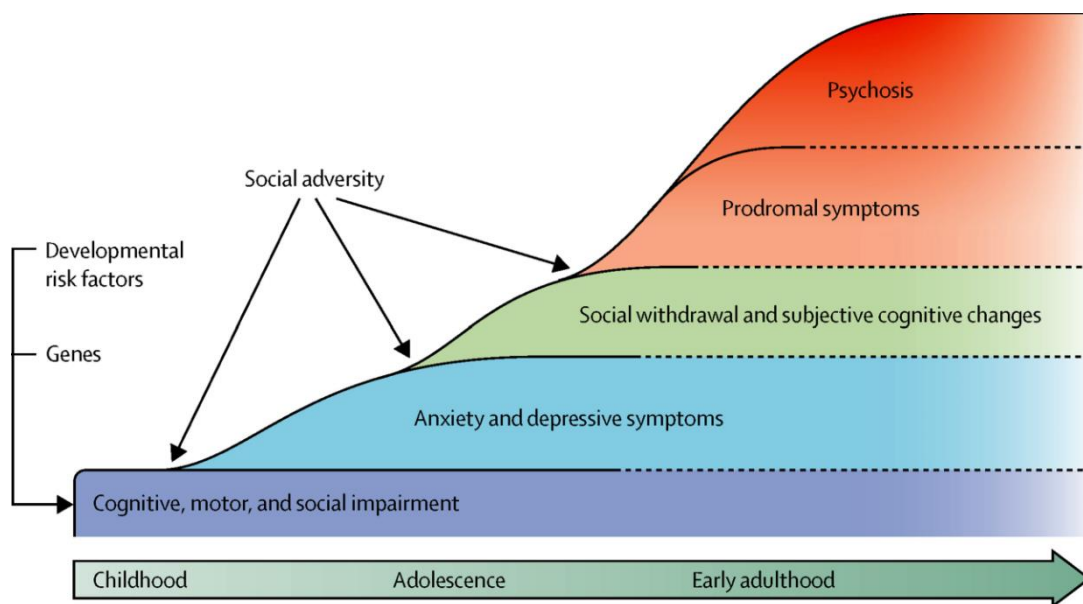 Psychosis
Social adversity
Prodromal symptoms
Developmental
risk factors
Social withdrawal and subjective cognitive changes
Genes
Anxiety and depressive symptoms
Cognitive, motor, and social impairment
Childhood
Adolescence
Early adulthood